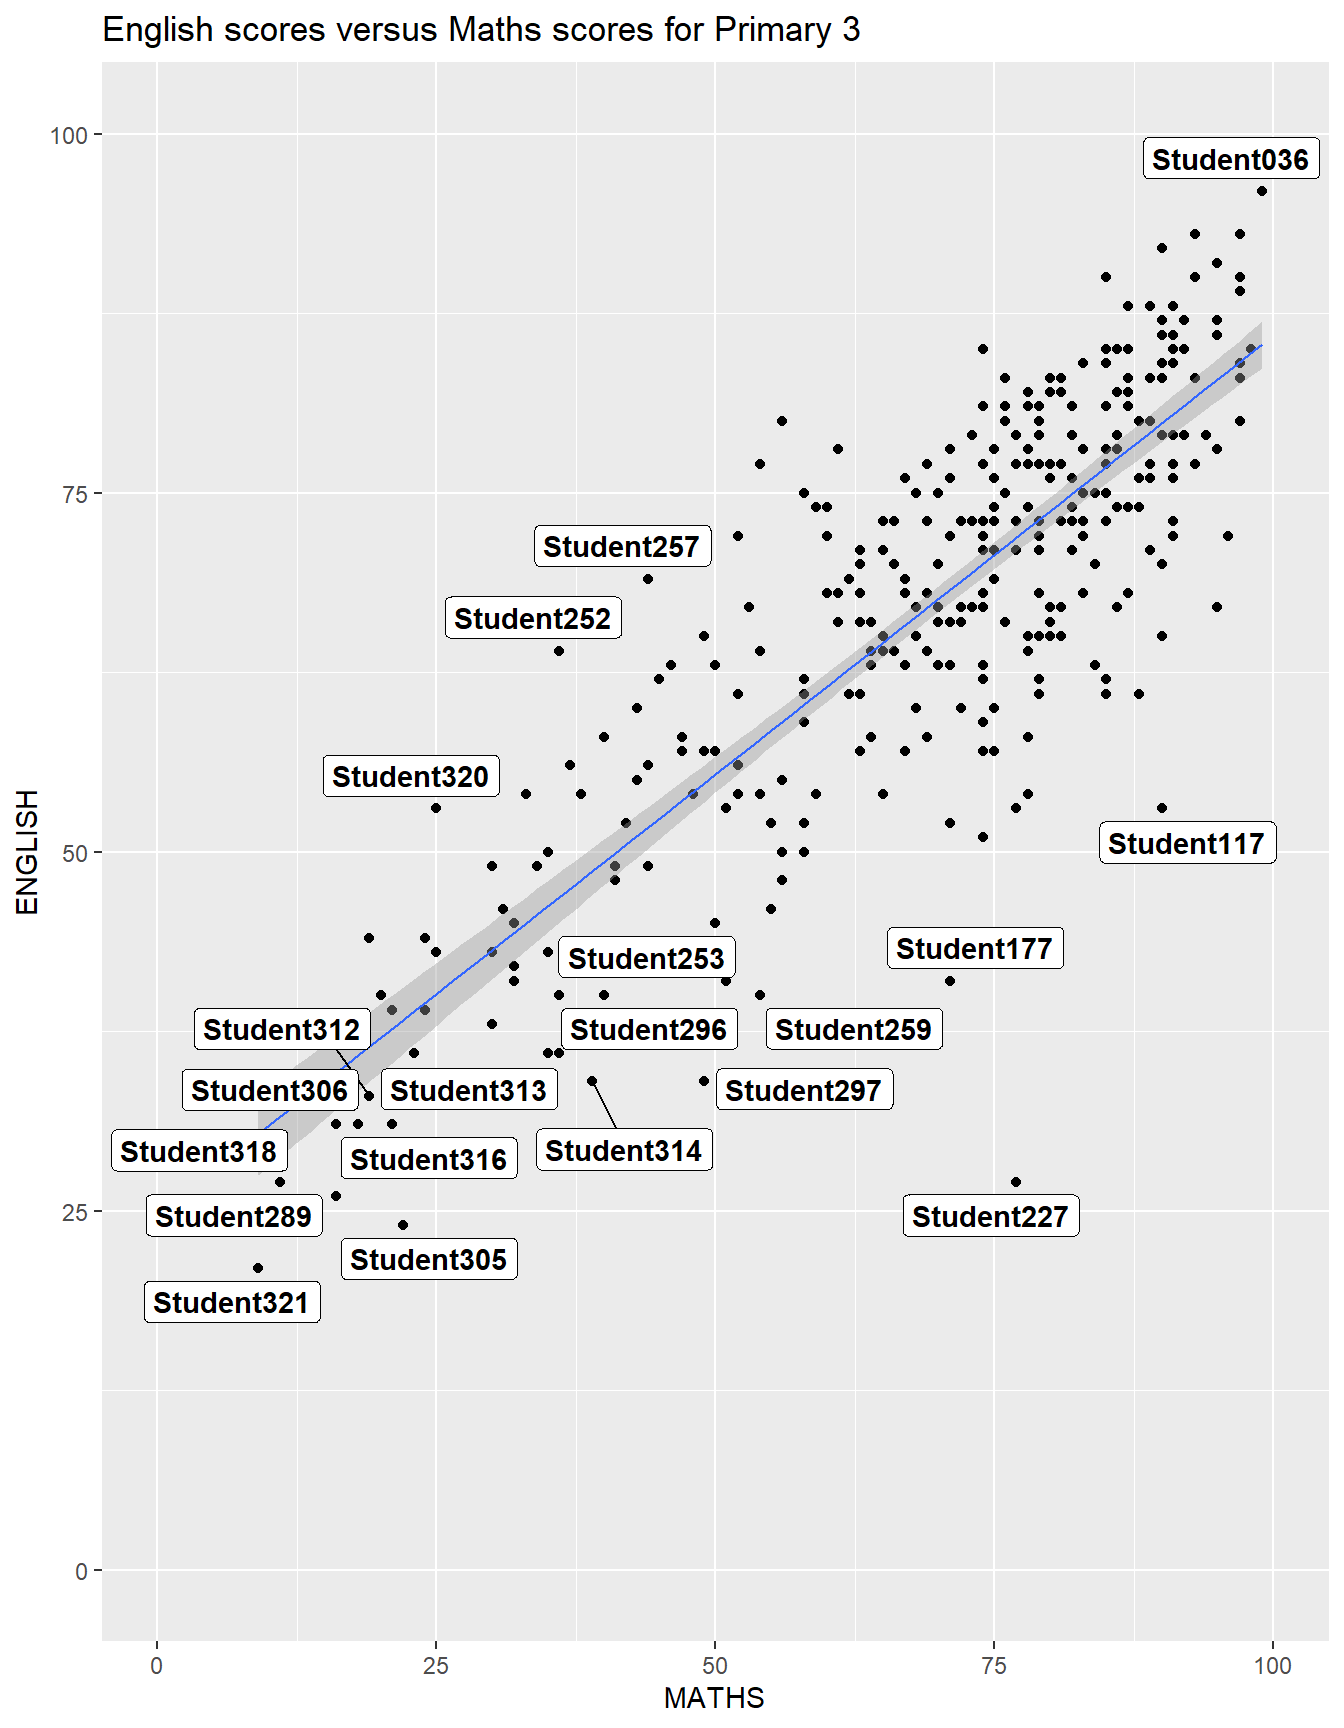 English scores versus Maths scores for Primary 3
Student036
100
75
Student257
Student252
Student320
ENGLISH
50
Student117
Student177
Student253
Student312
Student296
Student259
Student306
Student313
Student297
Student318
Student316
Student314
25
Student289
Student227
Student305
Student321
0
0 25 50 75 100
MATHS